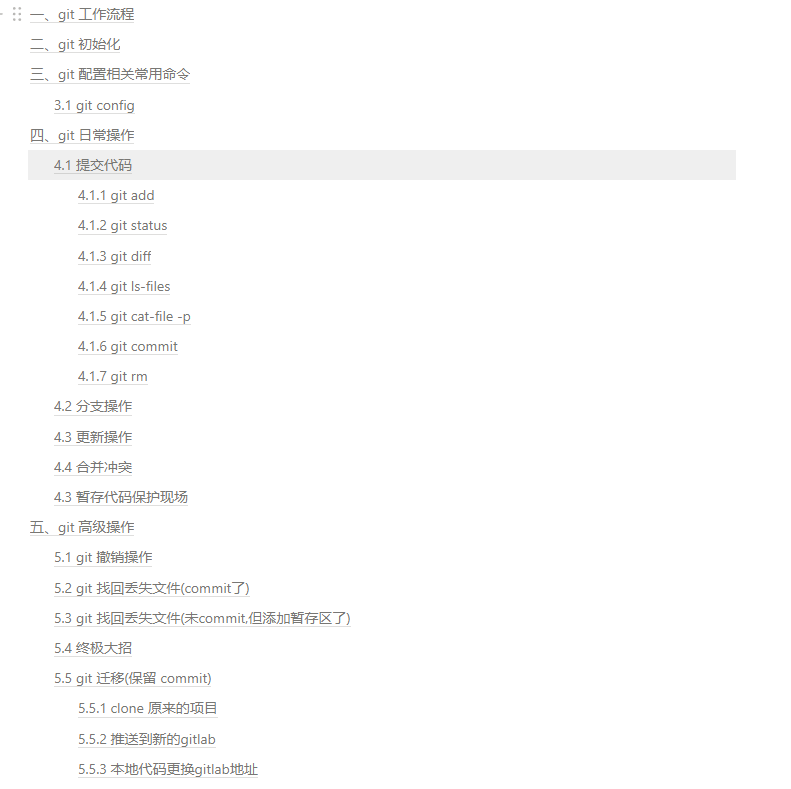 一、git 工作流程
二、git 初始化
三、git 配置相关常用命令
3.1 git config
四、git 日常操作
4.1 提交代码
4.1.1 git add
4.1.2 git status
4.1.3 git diff
4.1.4 git ls-files
4.1.5 git cat-file -p
4.1.6 git commit
4.1.7 git rm
4.2 分支操作
4.3 更新操作
4.4 合并冲突
4.3 暂存代码保护现场
五、git 高级操作
5.1 git 撤销操作
5.2 git 找回丢失文件(commit了)
5.3 git 找回丢失文件(未commit,但添加暂存区了)
5.4 终极大招
5.5 git 迁移(保留 commit)
5.5.1 clone 原来的项目
5.5.2 推送到新的gitlab
5.5.3 本地代码更换gitlab地址